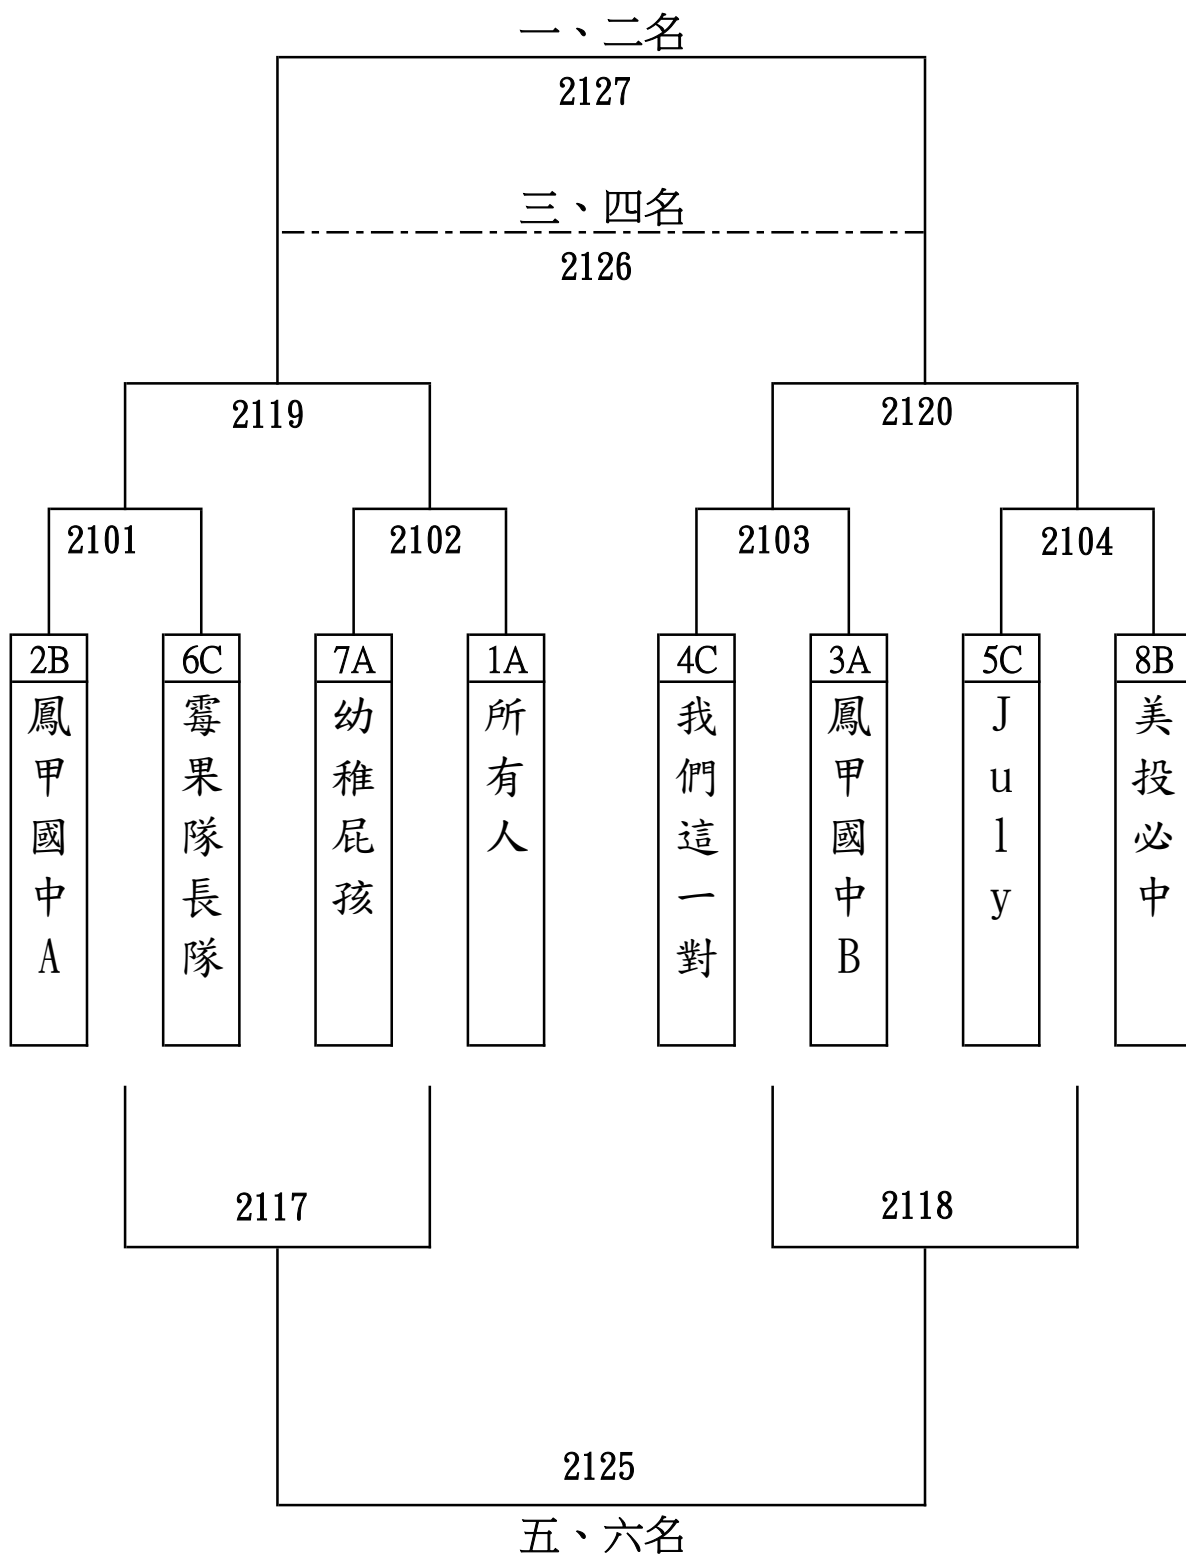 一、二名
2127
三、四名
2126
2119
2120
2101
2102
2103
2104
2B
6C
7A
1A
4C
3A
5C
8B
鳳甲國中A
霉果隊長隊
幼稚屁孩
所有人
我們這一對
鳳甲國中B
July
美投必中
2117
2118
2125
五、六名